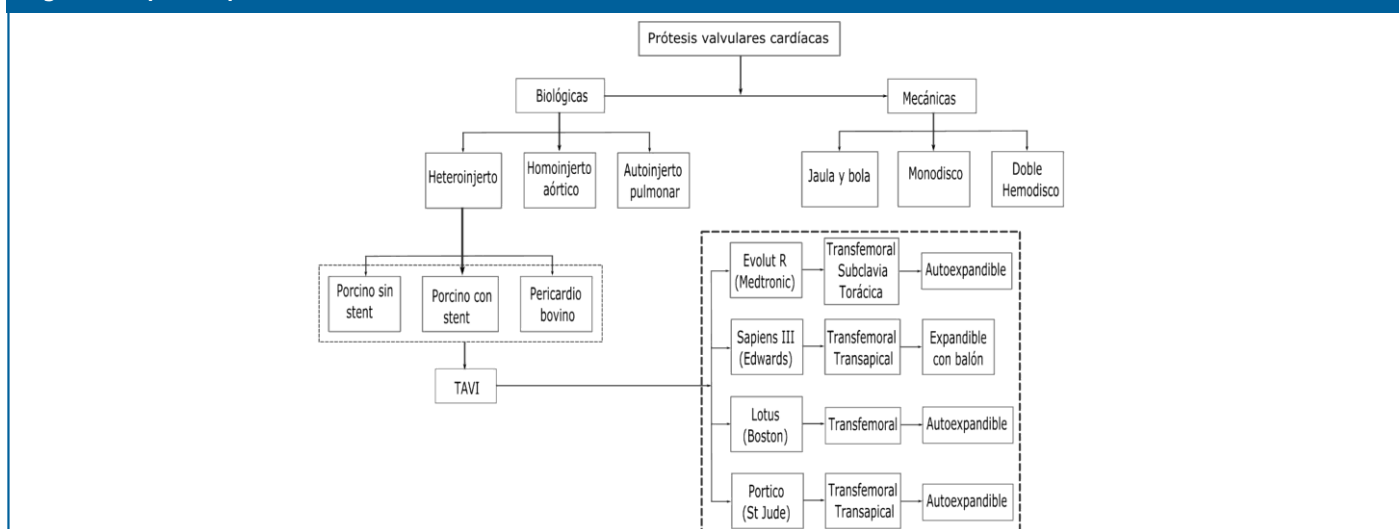 Prótesis valvulares cardíacas
Biológicas
Mecánicas
Heteroinjerto
Homoinjerto
aórtico
Autoinjerto
pulmonar
Jaula y bola
Monodisco
Doble
Hemodisco
Porcino sin
stent
Porcino con
stent
Pericardio
bovino
TAVI
Evolut R
(Medtronic)
Transfemoral
Subclavia
Torácica
Autoexpandible
Sapiens III
(Edwards)
Transfemoral
Transapical
Expandible
con balón
Lotus
(Boston)
Transfemoral
Autoexpandible
Portico
(St Jude)
Transfemoral
Transapical
Autoexpandible